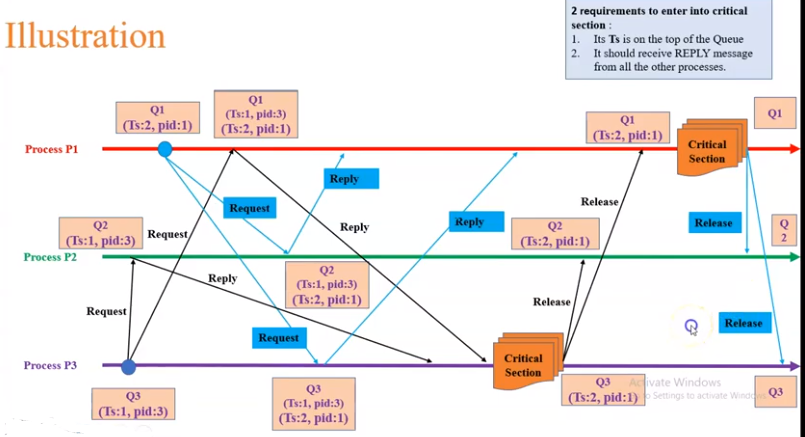 Illustration
2 requirements to enter into critical
section :
1. Its Ts is on the top of the Queue
2. It should receive REPLY message
from all the other processes.
Q1
(Ts:2, pid:1)
Q1
(Ts:1, pid:3)
(Ts:2, pid:1)
Q1
(Ts:2, pid:1)
Q1
Process P1
Critical
Section
Reply
Request
Release
Q2
(Ts:1, pid:3)
Request
Reply
Reply
Q2
(Ts:2, pid:1)
Release
Q
2
Process P2
Reply
Q2
(Ts:1, pid:3)
(Ts:2, pid:1)
Request
Release
Release
Request
Process P3
Critical
Section
Q3
(Ts:1, pid:3)
Q3
(Ts:1, pid:3)
(Ts:2, pid:1)
Q3
(Ts:2, pid:1)
Q3
Activate Windows
to Settings to activate Windows.